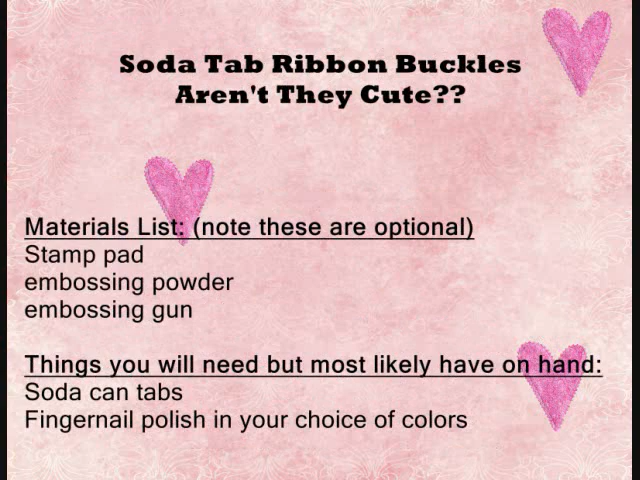 Soda Tab Ribbon Buckles
Aren't They Cute??
Materials List: (note these are optional)
Stamp pad
embossing powder
embossing gun
Things you will need but most likely have on hand:
Soda can tabs
Fingernail polish in your choice of colors